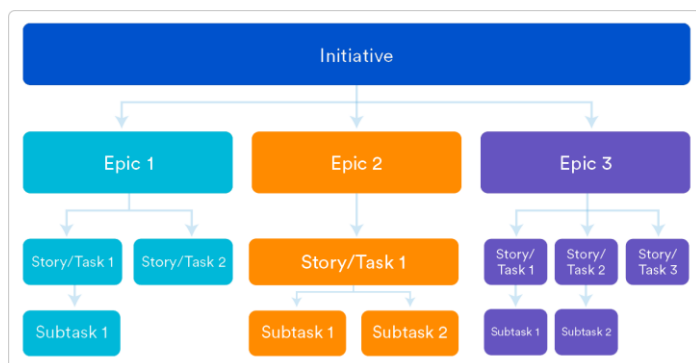 Initiative
Epic 1
Epic 2
Epic 3
Story/Task 1
Story/Task 2
Story/Task 1
Story/
Task 1
Story/
Task 2
Story/
Task 3
Subtask 1
Subtask 1
Subtask 2
Subtask 1
Subtask 2